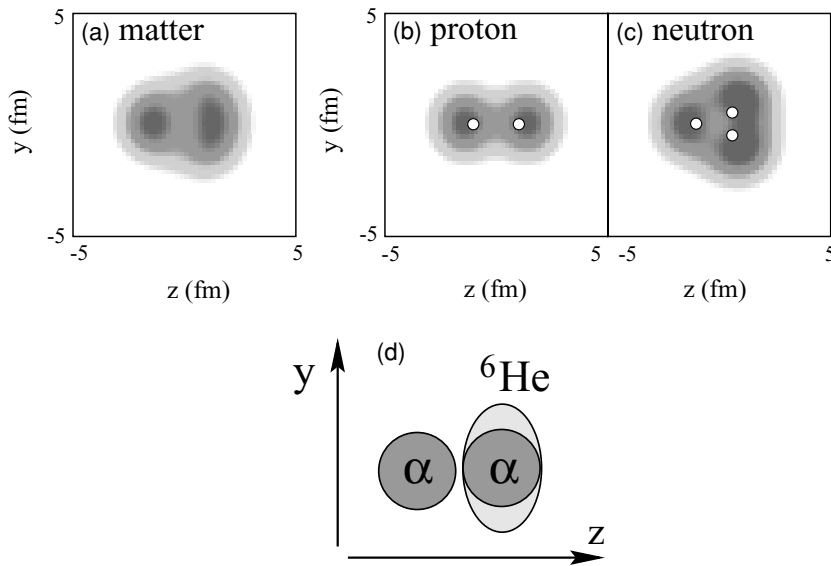 5
(a) matter
y (fm)
-5
-5
5
z (fm)
5
(b) proton
y (fm)
-5
-5
5
z (fm)
(c) neutron
-5
5
z (fm)
(d)
y
⁶He
α
α
z